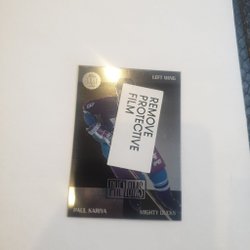 LEFT WING
REMOVE
PROTECTIVE
FILM
PAUL KARIYA
MIGHTY DUCKS